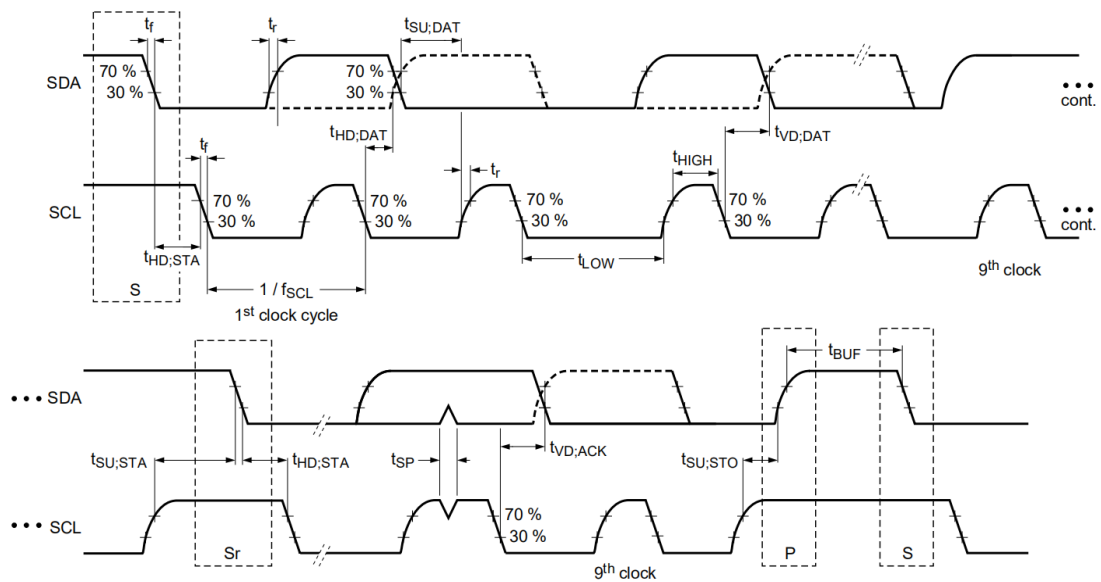 tf tr tSU;DAT
SDA 70 % 70 % ••• cont.
30 % 30 %
tf tHD;DAT tr tHIGH tVD;DAT
SCL 70 % 70 % 70 % 70 % ••• cont.
30 % 30 % 30 % 30 %
tHD;STA tLOW
S 1 / fSCL 9th clock
1st clock cycle
tBUF
••• SDA
tSU;STA tHD;STA tSP tVD;ACK tSU;STO
••• SCL 70 %
30 %
Sr 9th clock P S